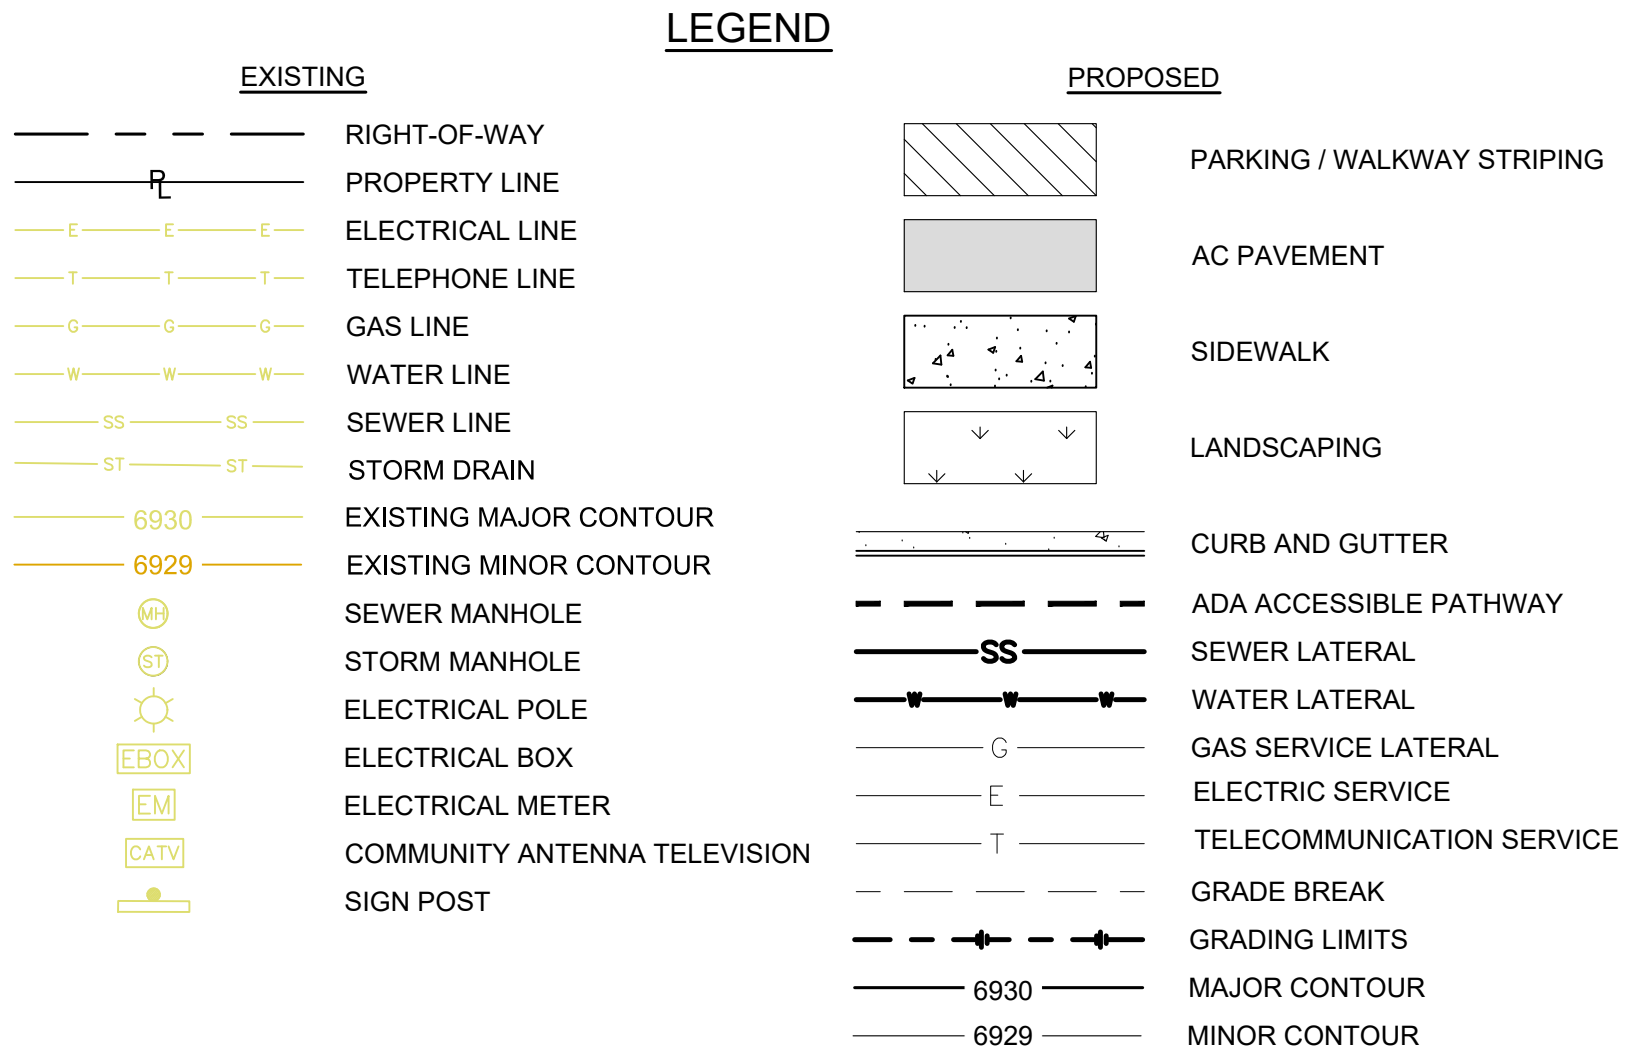 LEGEND
EXISTING
RIGHT-OF-WAY
PL PROPERTY LINE
E E E ELECTRICAL LINE
T T T TELEPHONE LINE
G G G GAS LINE
W W W WATER LINE
SS SS SEWER LINE
ST ST STORM DRAIN
6930 EXISTING MAJOR CONTOUR
6929 EXISTING MINOR CONTOUR
MH SEWER MANHOLE
ST STORM MANHOLE
ELECTRICAL POLE
EBOX ELECTRICAL BOX
EM ELECTRICAL METER
CATV COMMUNITY ANTENNA TELEVISION
SIGN POST
PROPOSED
PARKING / WALKWAY STRIPING
AC PAVEMENT
SIDEWALK
LANDSCAPING
CURB AND GUTTER
ADA ACCESSIBLE PATHWAY
SS SEWER LATERAL
W W W WATER LATERAL
G GAS SERVICE LATERAL
E ELECTRIC SERVICE
T TELECOMMUNICATION SERVICE
GRADE BREAK
GRADING LIMITS
6930 MAJOR CONTOUR
6929 MINOR CONTOUR